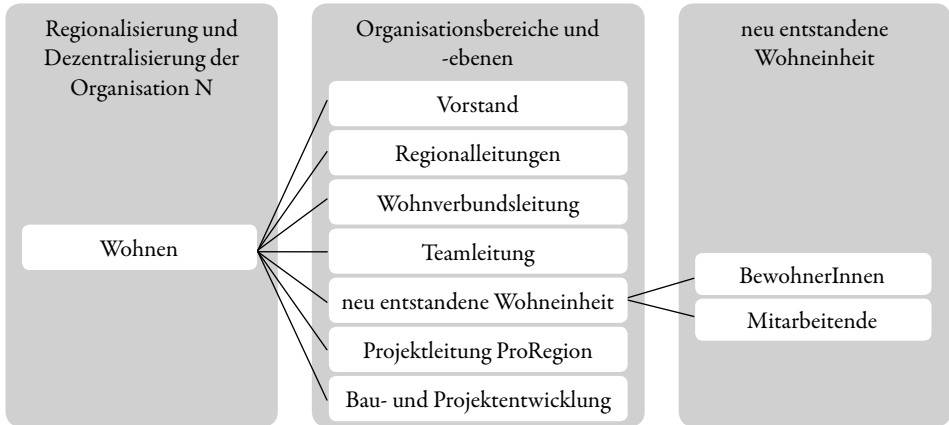 Regionalisierung und
Dezentralisierung der
Organisation N
Wohnen
Organisationsbereiche und
-ebenen
Vorstand
Regionalleitungen
Wohnverbundsleitung
Teamleitung
neu entstandene Wohneinheit
Projektleitung ProRegion
Bau- und Projektentwicklung
neu entstandene
Wohneinheit
BewohnerInnen
Mitarbeitende